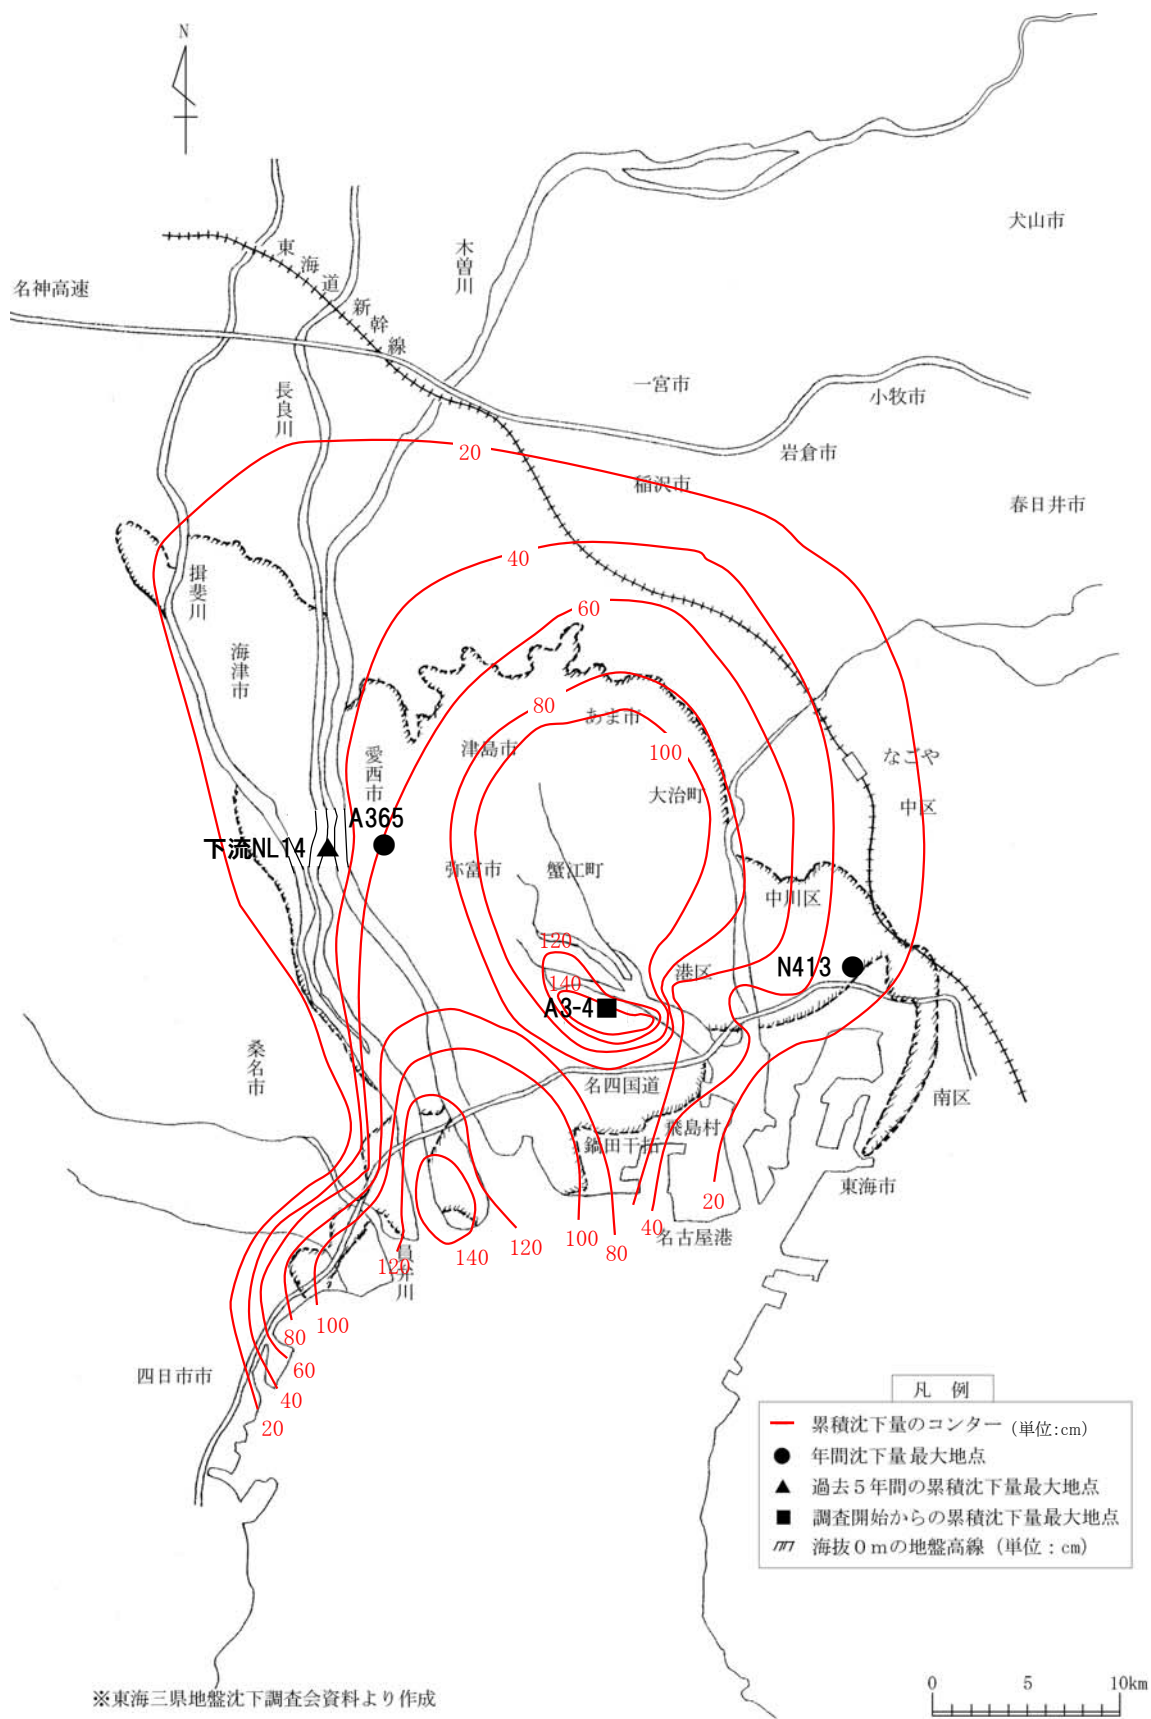 N
犬山市
東海道新幹線
木曽川
名神高速
長良川
一宮市
小牧市
岩倉市
20
稲沢市
春日井市
40
揖斐川
60
海津市
80
あま市
津島市
100
愛西市
なごや
大治町
中区
A365
下流NL14
弥富市
蟹江町
中川区
120
港区
N413
140
A3-4
桑名市
名四国道
南区
飛島村
鍋田干拓
東海市
20
40
名古屋港
100
80
120
140
120
員弁川
100
80
60
40
20
四日市市
凡 例
累積沈下量のコンター (単位:cm)
年間沈下量最大地点
過去5年間の累積沈下量最大地点
調査開始からの累積沈下量最大地点
海抜0mの地盤高線(単位:cm)
0 5 10km
※東海三県地盤沈下調査会資料より作成